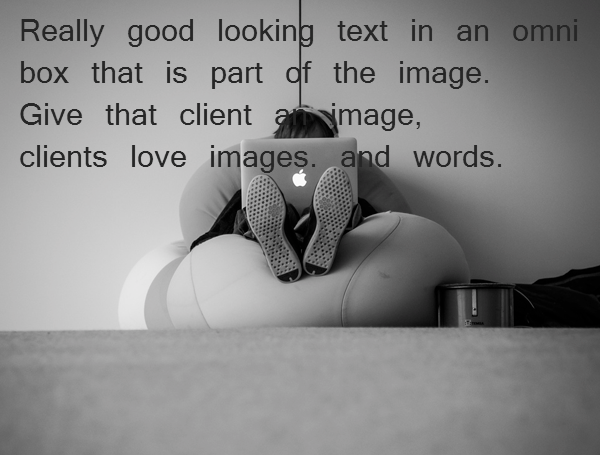 Really good looking text in an omni
box that is part of the image.
Give that client an image,
clients love images. and words.